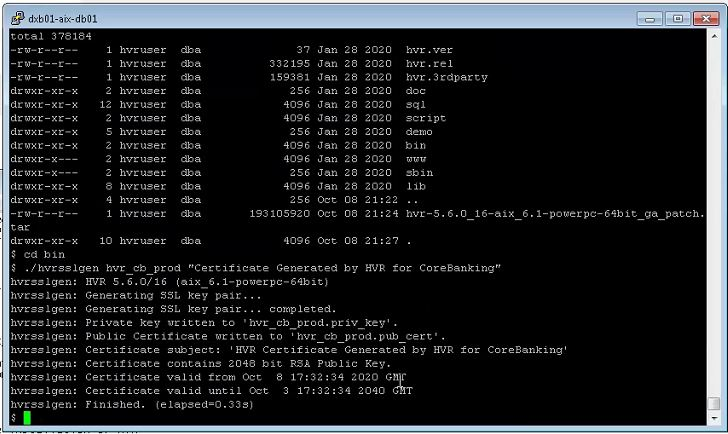 dxb01-aix-db01
total 378184
-rw-r--r-- 1 hvruser dba 37 Jan 28 2020 hvr.ver
-rw-r--r-- 1 hvruser dba 332195 Jan 28 2020 hvr.rel
-rw-r--r-- 1 hvruser dba 159381 Jan 28 2020 hvr.3rdparty
drwxr-xr-x 2 hvruser dba 256 Jan 28 2020 doc
drwxr-xr-x 12 hvruser dba 4096 Jan 28 2020 sql
drwxr-xr-x 2 hvruser dba 4096 Jan 28 2020 script
drwxr-xr-x 5 hvruser dba 256 Jan 28 2020 demo
drwxr-xr-x 2 hvruser dba 4096 Jan 28 2020 bin
drwxr-x--- 2 hvruser dba 4096 Jan 28 2020 www
drwxr-x--- 2 hvruser dba 256 Jan 28 2020 sbin
drwxr-xr-x 8 hvruser dba 4096 Jan 28 2020 lib
drwxr-xr-x 4 hvruser dba 256 Oct 08 21:22 ..
-rw-r--r-- 1 hvruser dba 193105920 Oct 08 21:24 hvr-5.6.0_16-aix_6.1-powerpc-64bit_ga_patch.
tar
drwxr-xr-x 10 hvruser dba 4096 Oct 08 21:27 .
$ cd bin
$ ./hvrsslgen hvr_cb_prod "Certificate Generated by HVR for CoreBanking"
hvrsslgen: HVR 5.6.0/16 (aix_6.1-powerpc-64bit)
hvrsslgen: Generating SSL key pair...
hvrsslgen: Generating SSL key pair... completed.
hvrsslgen: Private key written to 'hvr_cb_prod.priv_key'.
hvrsslgen: Public Certificate written to 'hvr_cb_prod.pub_cert'.
hvrsslgen: Certificate subject: 'HVR Certificate Generated by HVR for CoreBanking'
hvrsslgen: Certificate contains 2048 bit RSA Public Key.
hvrsslgen: Certificate valid from Oct  8 17:32:34 2020 GMT
hvrsslgen: Certificate valid until Oct  3 17:32:34 2040 GMT
hvrsslgen: Finished. (elapsed=0.33s)
$